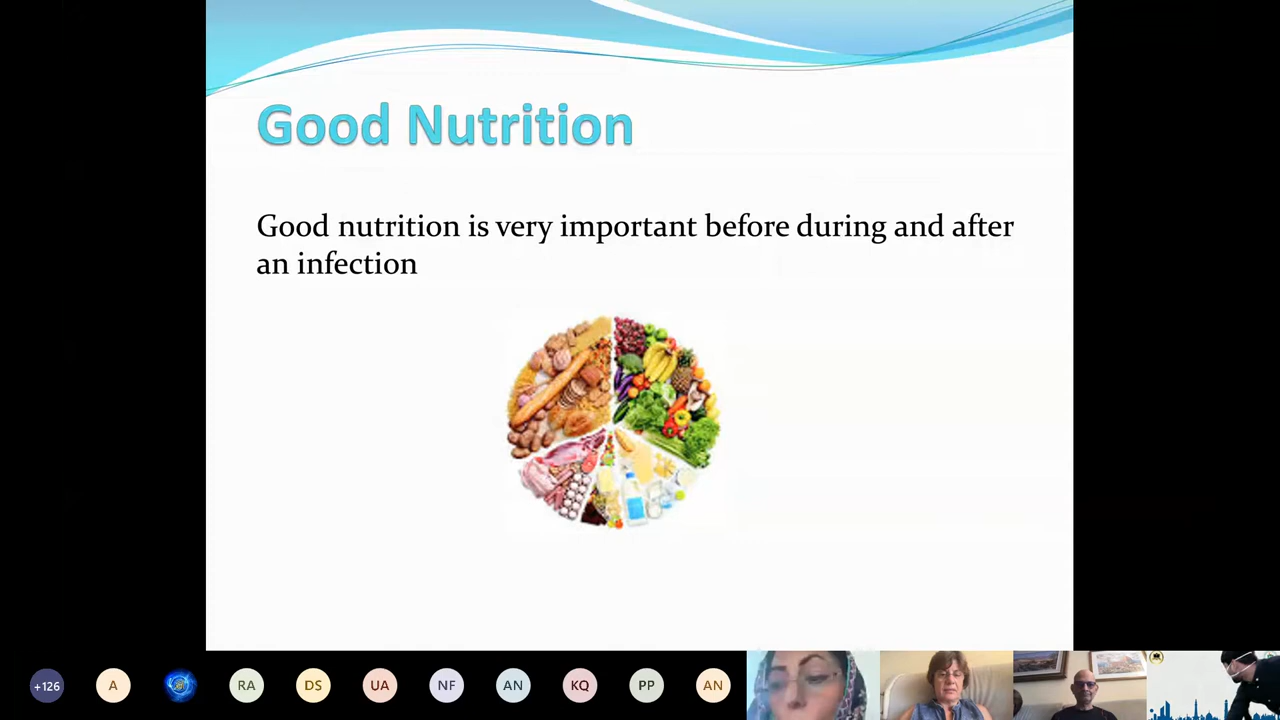 Good Nutrition
Good nutrition is very important before during and after
an infection
+126
A
RA
DS
UA
NF
AN
KQ
PP
AN